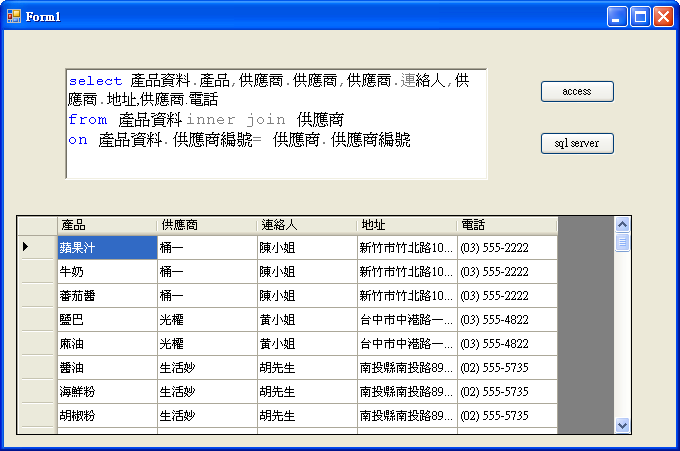 Form1
select 產品資料.產品,供應商.供應商,供應商.連絡人,供
應商.地址,供應商.電話
from 產品資料 inner join 供應商
on 產品資料.供應商編號= 供應商.供應商編號
access
sql server
產品 供應商 連絡人 地址 電話
蘋果汁 桶一 陳小姐 新竹市竹北路10... (03) 555-2222
牛奶 桶一 陳小姐 新竹市竹北路10... (03) 555-2222
蕃茄醬 桶一 陳小姐 新竹市竹北路10... (03) 555-2222
鹽巴 光櫂 黃小姐 台中市中港路一... (03) 555-4822
麻油 光櫂 黃小姐 台中市中港路一... (03) 555-4822
醬油 生活妙 胡先生 南投縣南投路89... (02) 555-5735
海鮮粉 生活妙 胡先生 南投縣南投路89... (02) 555-5735
胡椒粉 生活妙 胡先生 南投縣南投路89... (02) 555-5735